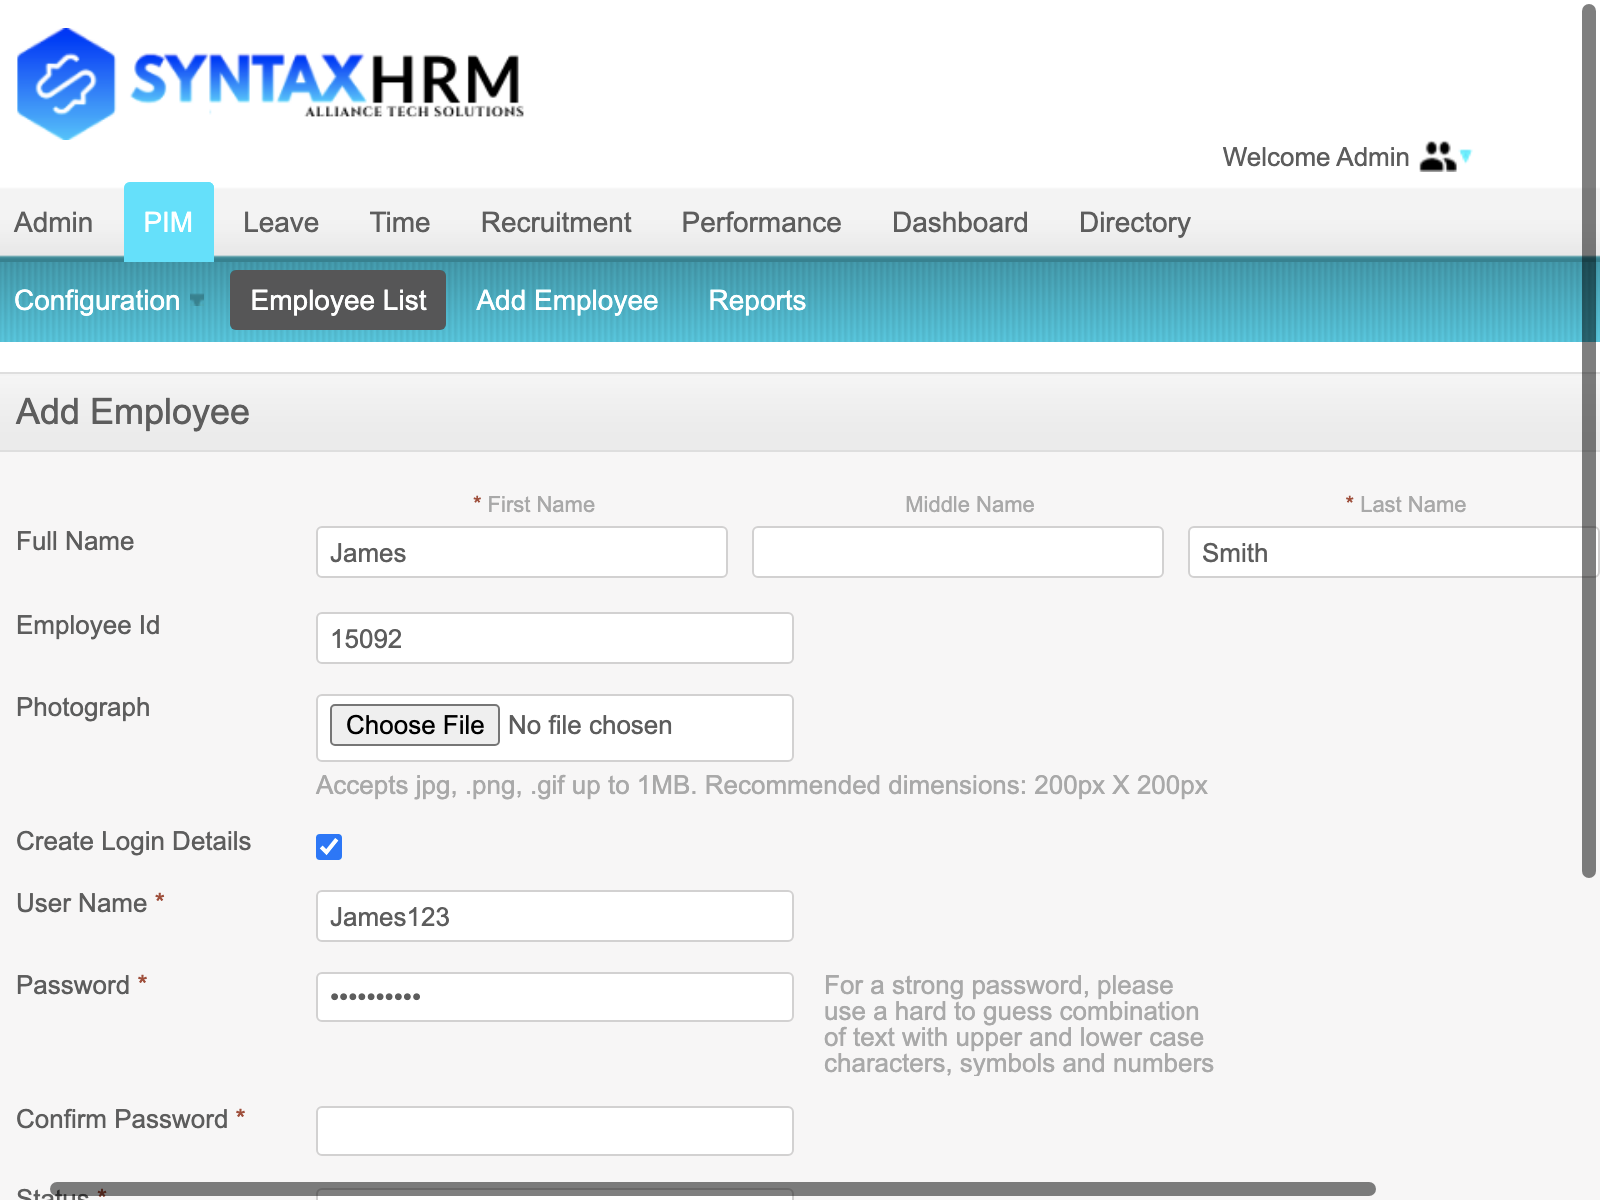 SYNTAXHRM
ALLIANCE TECH SOLUTIONS
Welcome Admin
Admin PIM Leave Time Recruitment Performance Dashboard Directory
Configuration Employee List Add Employee Reports
Add Employee
* First Name Middle Name * Last Name
Full Name James Smith
Employee Id 15092
Photograph Choose File No file chosen
Accepts jpg, .png, .gif up to 1MB. Recommended dimensions: 200px X 200px
Create Login Details
User Name * James123
Password * ••••••••••
For a strong password, please
use a hard to guess combination
of text with upper and lower case
characters, symbols and numbers
Confirm Password *
Status *